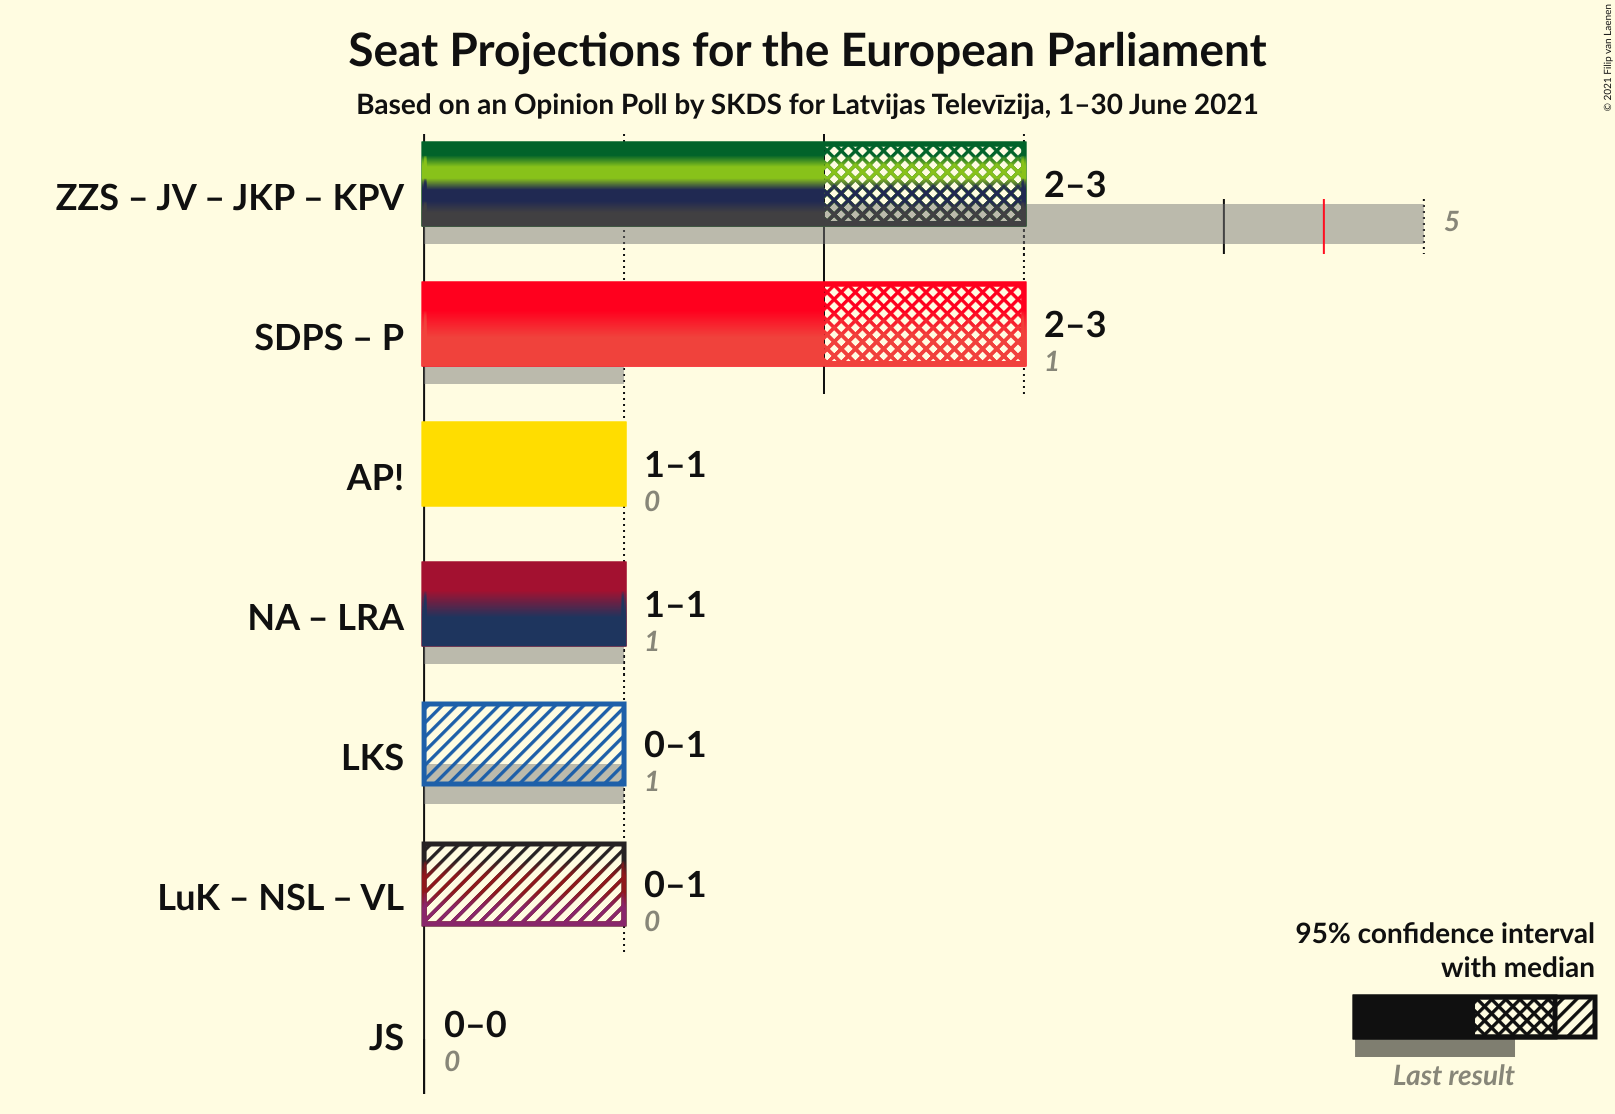 Seat Projections for the European Parliament
Based on an Opinion Poll by SKDS for Latvijas Televīzija, 1–30 June 2021
© 2021 Filip van Laenen
ZZS – JV – JKP – KPV
2–3
5
SDPS – P
2–3
1
AP!
1–1
0
NA – LRA
1–1
1
LKS
0–1
1
LuK – NSL – VL
0–1
0
JS
0–0
0
95% confidence interval
with median
Last result